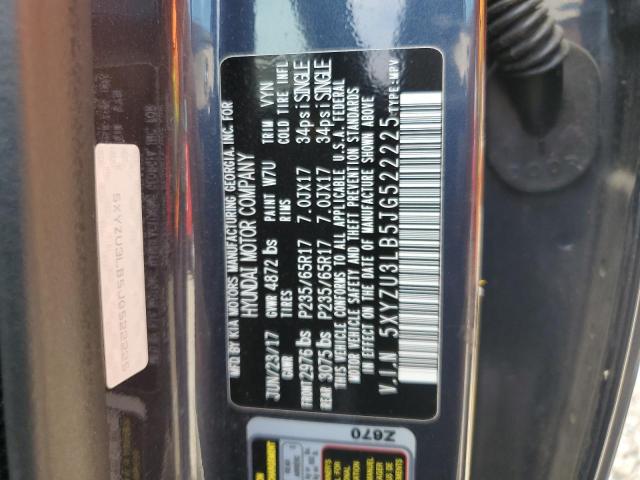 MFD BY KIA MOTORS MANUFACTURING GEORGIA, INC. FOR
HYUNDAI MOTOR COMPANY
JUN/23/17 GVWR 4872 lbs PAINT W7U TRIM VYN
GAWR TIRES RIMS COLD TIRE INFL
FRONT 2976 lbs P235/65R17 7.0JX17 34psi SINGLE
REAR 3075 lbs P235/65R17 7.0JX17 34psi SINGLE
THIS VEHICLE CONFORMS TO ALL APPLICABLE U.S.A. FEDERAL
MOTOR VEHICLE SAFETY AND THEFT PREVENTION STANDARDS
IN EFFECT ON THE DATE OF MANUFACTURE SHOWN ABOVE
V.I.N 5XYZU3LB5JG522225 TYPE:MPV
5XYZU3LB5JG522225
Z670